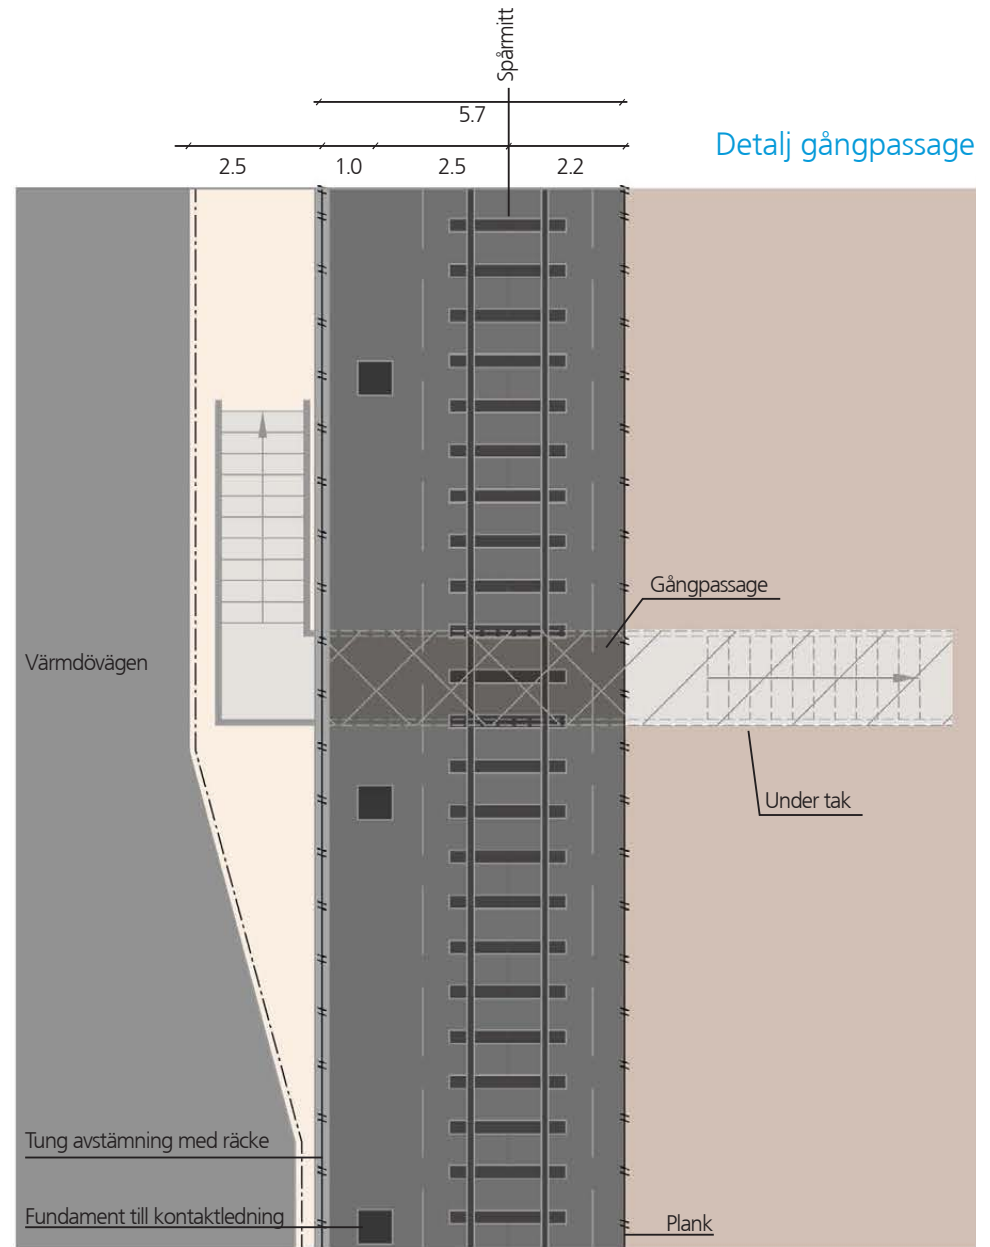 Spårmitt
5.7
Detalj gångpassage
2.5
1.0
2.5
2.2
Gångpassage
Värmdövägen
Under tak
Tung avstämning med räcke
Fundament till kontaktledning
Plank